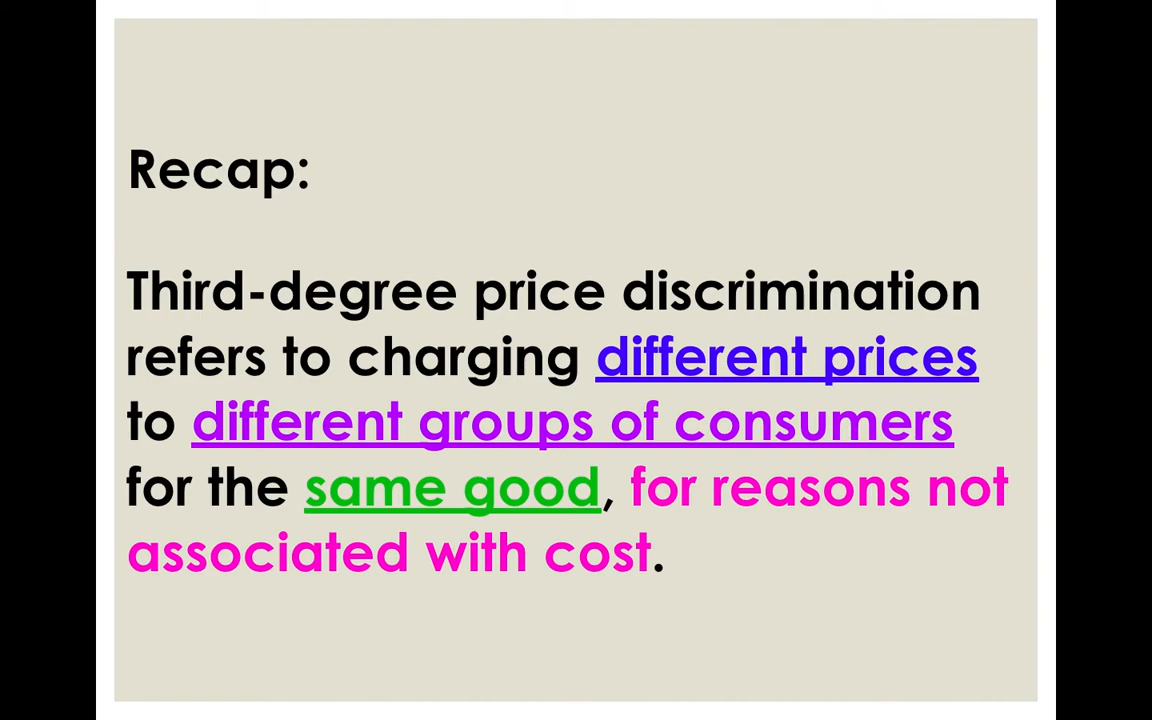 Recap:
Third-degree price discrimination
refers to charging different prices
to different groups of consumers
for the same good, for reasons not
associated with cost.